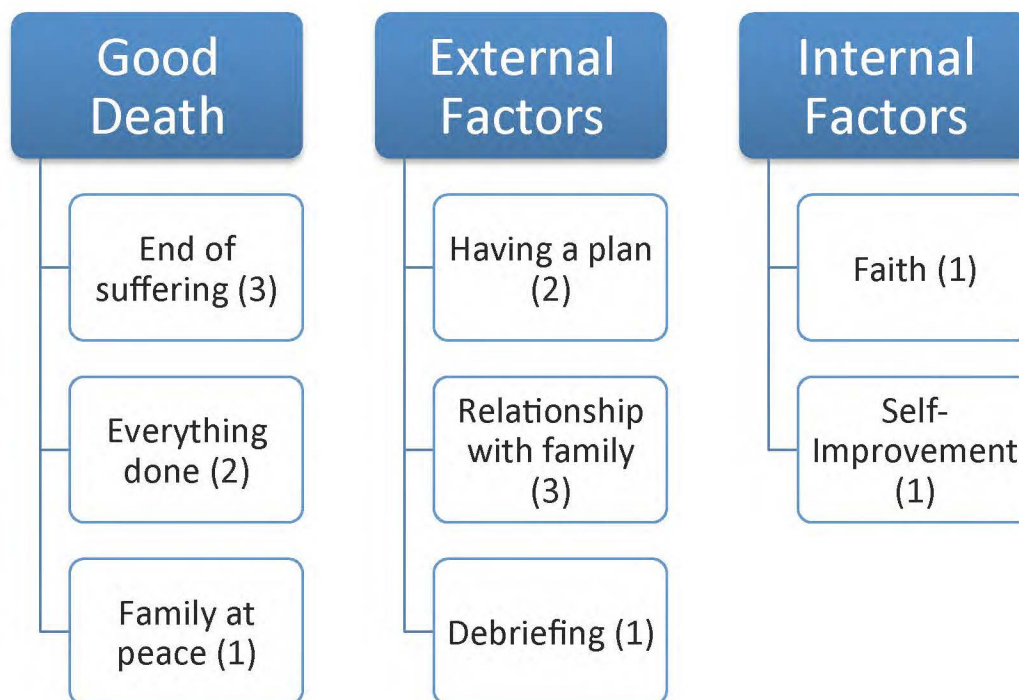 Good
Death
End of
suffering (3)
Everything
done (2)
Family at
peace (1)
External
Factors
Having a plan
(2)
Relationship
with family
(3)
Debriefing (1)
Internal
Factors
Faith (1)
Self-
Improvement
(1)